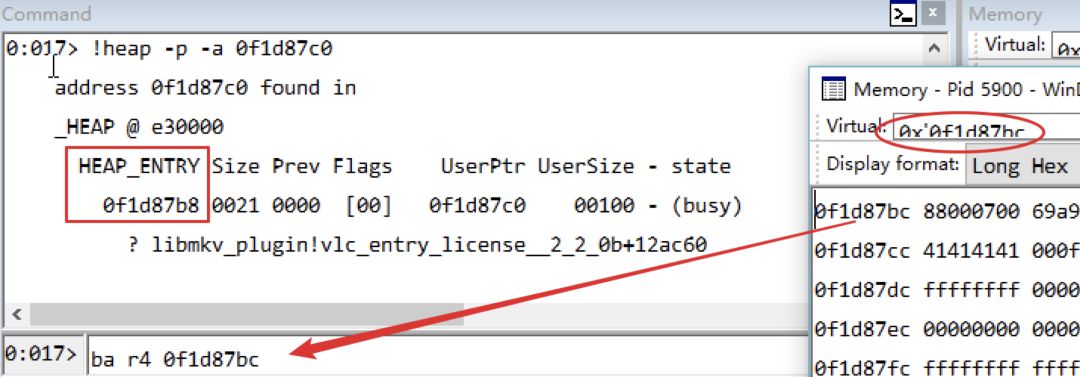 Command
0:017> !heap -p -a 0f1d87c0
address 0f1d87c0 found in
_HEAP @ e30000
HEAP_ENTRY Size Prev Flags UserPtr UserSize - state
0f1d87b8 0021 0000 [00] 0f1d87c0 00100 - (busy)
? libmkv_plugin!vlc_entry_license__2_2_0b+12ac60
0:017> ba r4 0f1d87bc
Memory
Virtual: 0x
Memory - Pid 5900 - WinD
Virtual: 0x`0f1d87bc
Display format: Long Hex
0f1d87bc 88000700 69a9
0f1d87cc 41414141 000f
0f1d87dc ffffffff 0000
0f1d87ec 00000000 0000
0f1d87fc ffffffff ffff